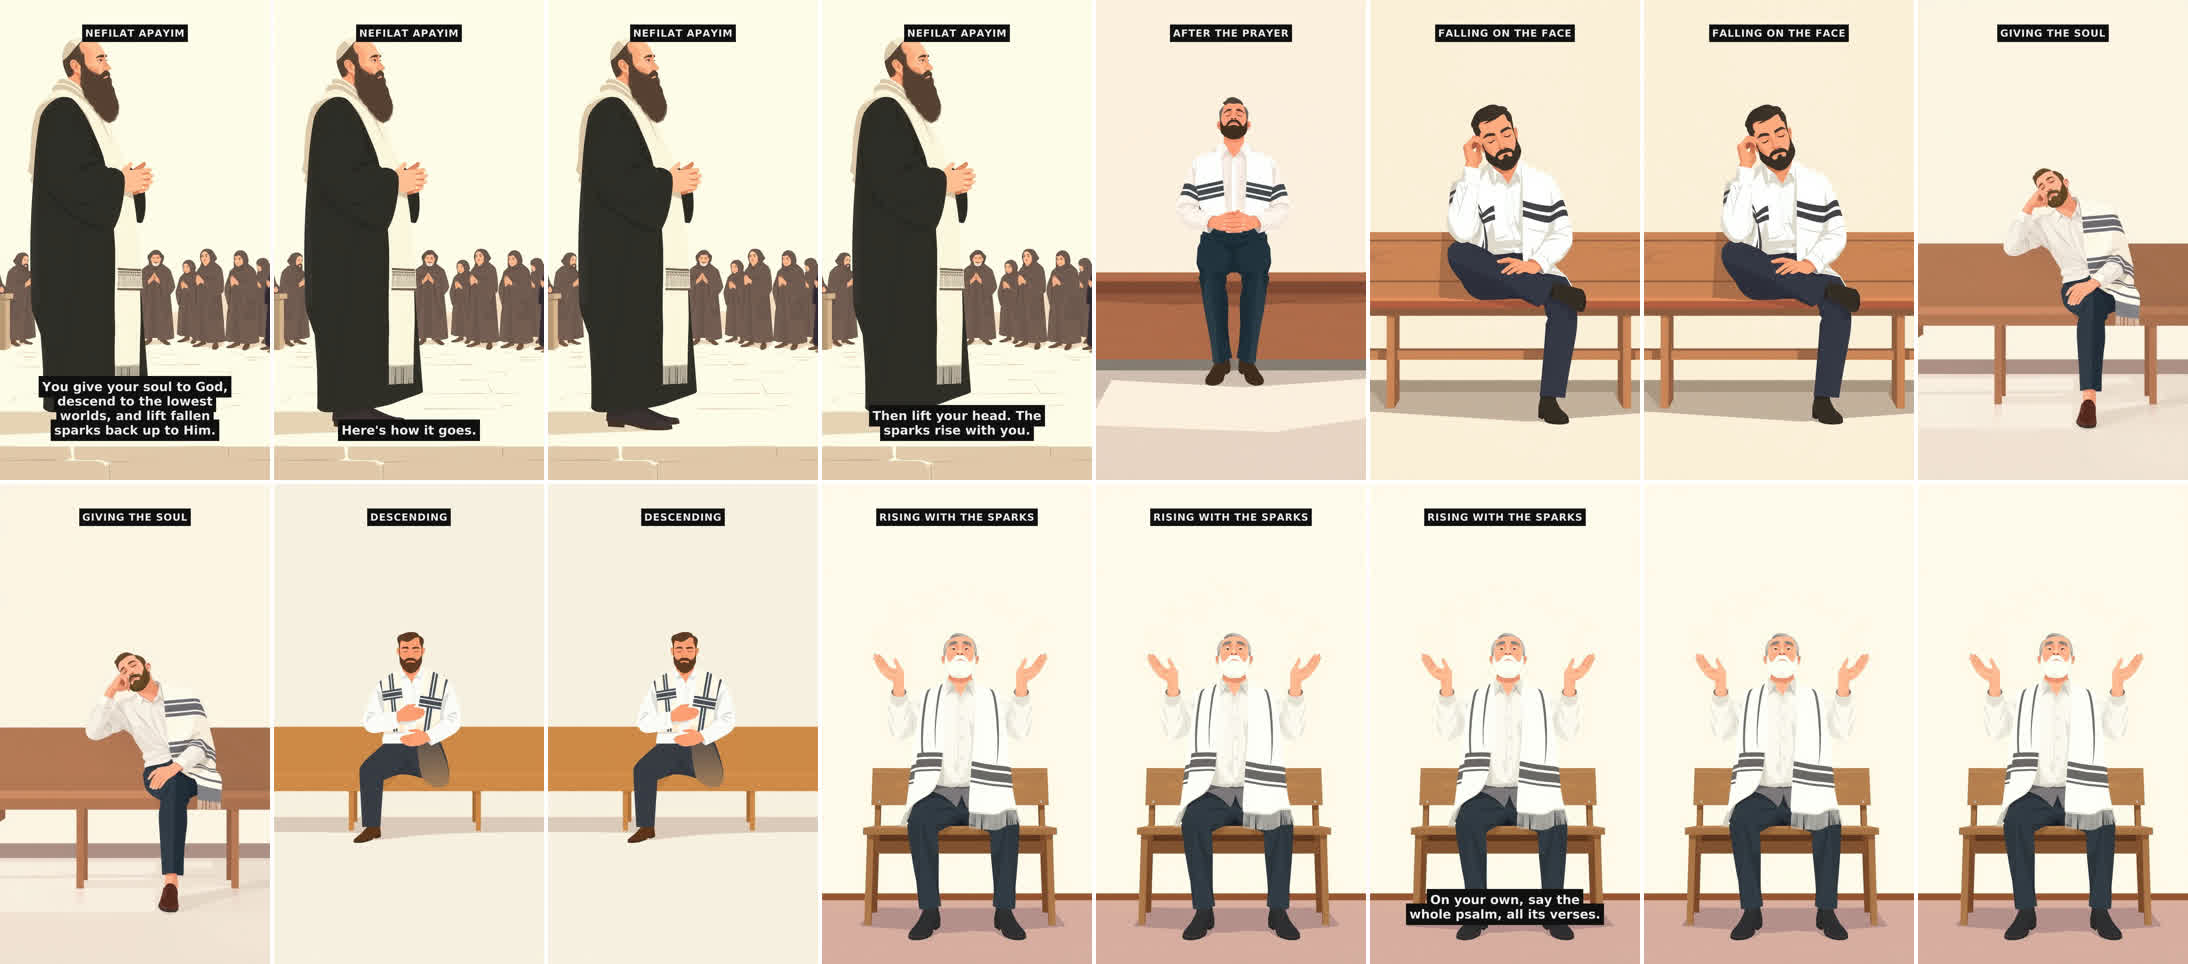 NEFILAT APAYIM
You give your soul to God,
descend to the lowest
worlds, and lift fallen
sparks back up to Him.
NEFILAT APAYIM
Here's how it goes.
NEFILAT APAYIM
NEFILAT APAYIM
Then lift your head. The
sparks rise with you.
AFTER THE PRAYER
FALLING ON THE FACE
FALLING ON THE FACE
GIVING THE SOUL
GIVING THE SOUL
DESCENDING
DESCENDING
RISING WITH THE SPARKS
RISING WITH THE SPARKS
RISING WITH THE SPARKS
On your own, say the
whole psalm, all its verses.